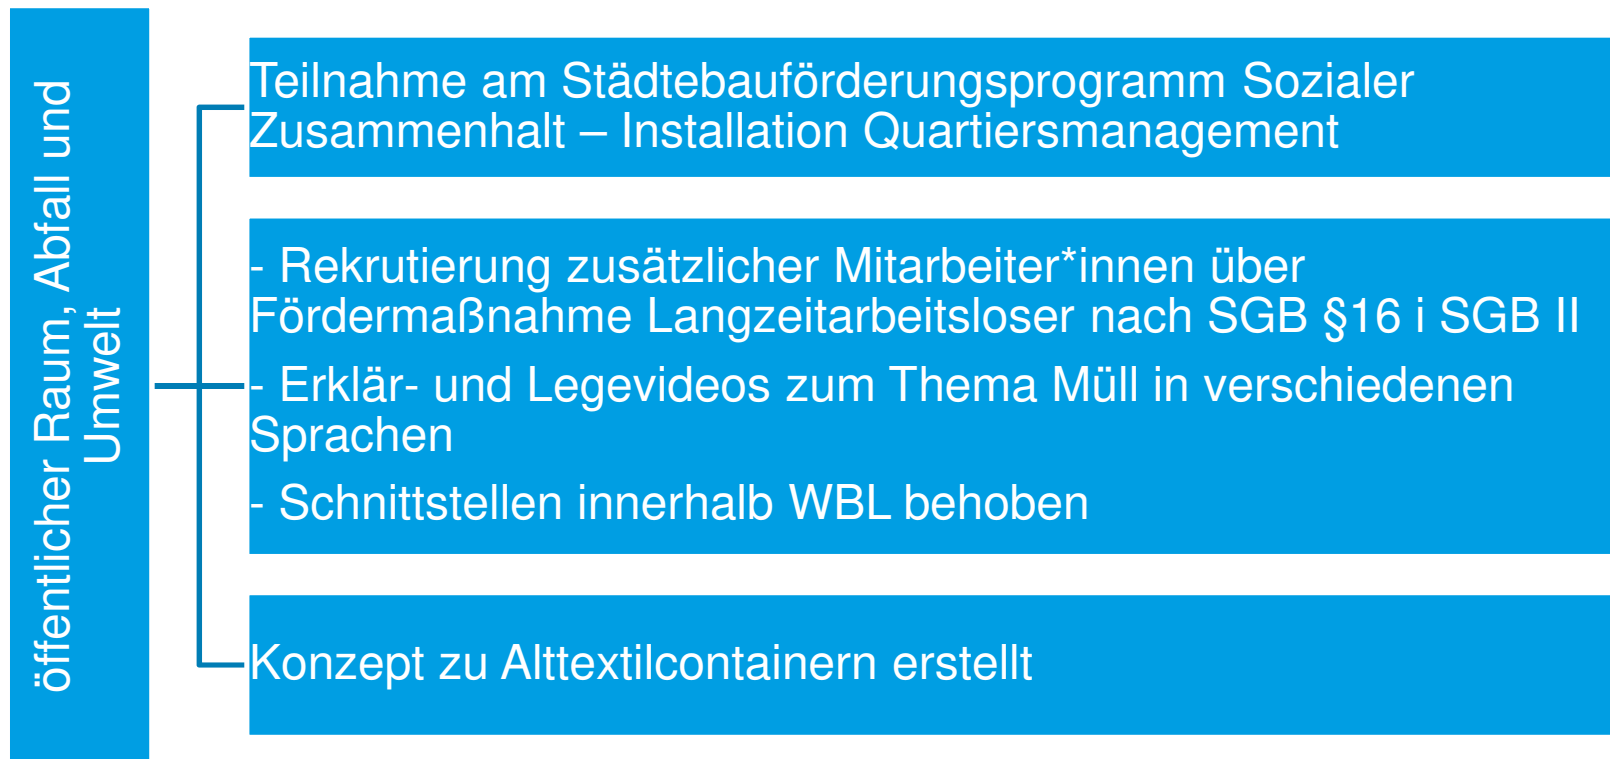 öffentlicher Raum, Abfall und
Umwelt
Teilnahme am Städtebauförderungsprogramm Sozialer
Zusammenhalt – Installation Quartiersmanagement
- Rekrutierung zusätzlicher Mitarbeiter*innen über
Fördermaßnahme Langzeitarbeitsloser nach SGB §16 i SGB II
- Erklär- und Legevideos zum Thema Müll in verschiedenen
Sprachen
- Schnittstellen innerhalb WBL behoben
Konzept zu Alttextilcontainern erstellt